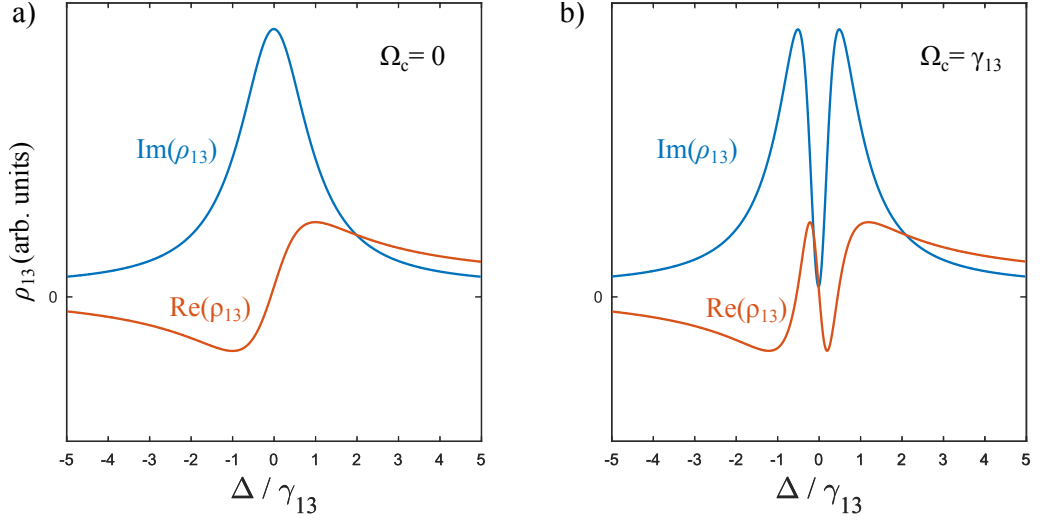 a)
Ω_c= 0
Im(ρ₁₃)
ρ₁₃(arb. units)
0
Re(ρ₁₃)
-5 -4 -3 -2 -1 0 1 2 3 4 5
Δ / γ₁₃
b)
Ω_c= γ₁₃
Im(ρ₁₃)
0
Re(ρ₁₃)
-5 -4 -3 -2 -1 0 1 2 3 4 5
Δ / γ₁₃